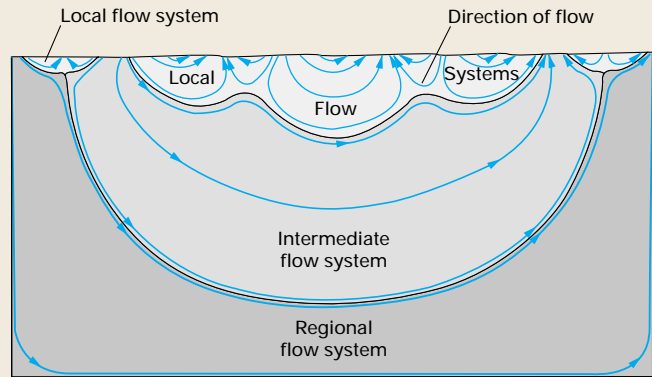 Local flow system
Direction of flow
Local
Systems
Flow
Intermediate
flow system
Regional
flow system